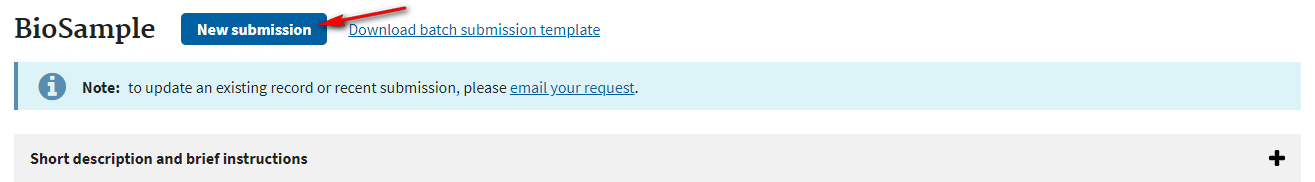 BioSample New submission Download batch submission template
Note: to update an existing record or recent submission, please email your request.
Short description and brief instructions